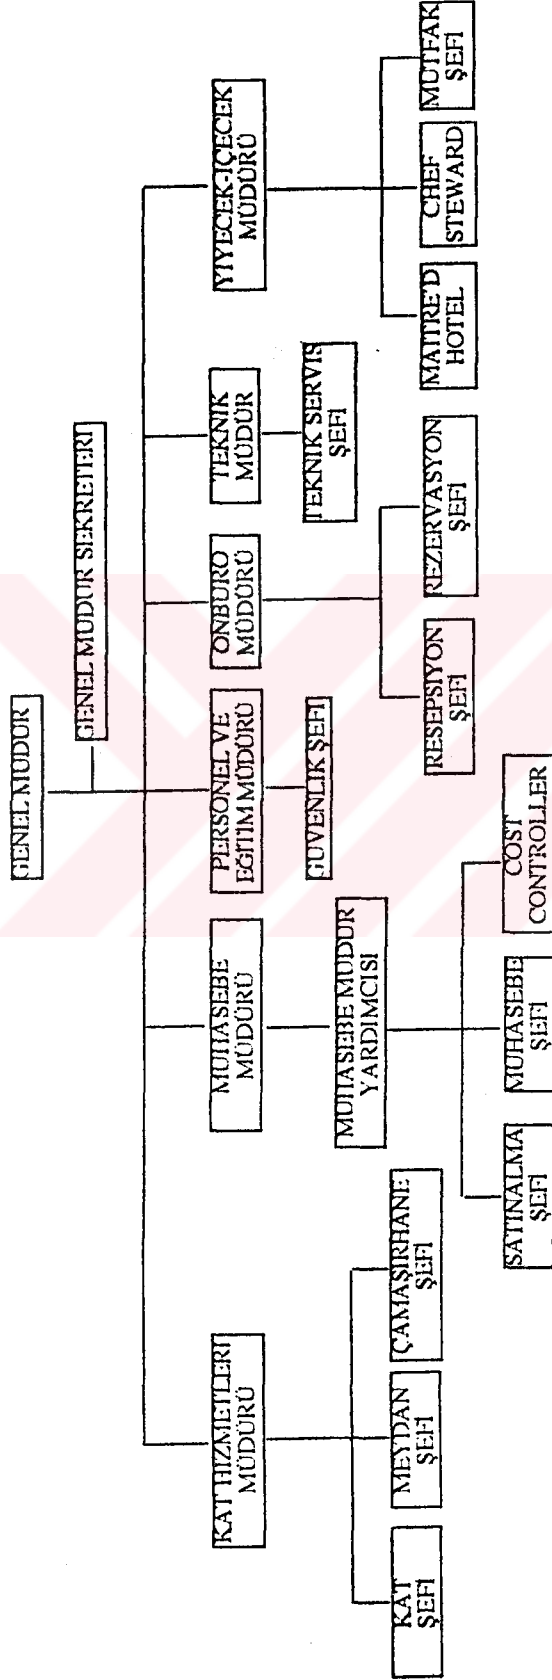 GENEL MÜDÜR
GENEL MÜDÜR SEKRETERİ
KAT HİZMETLERİ
MÜDÜRÜ
MUHASEBE
MÜDÜRÜ
PERSONEL VE
EĞİTİM MÜDÜRÜ
ÖNBÜRO
MÜDÜRÜ
TEKNİK
MÜDÜR
YİYECEK-İÇECEK
MÜDÜRÜ
MUHASEBE MÜDÜR
YARDIMCISI
GÜVENLİK ŞEFİ
TEKNİK SERVİS
ŞEFİ
KAT
ŞEFİ
MEYDAN
ŞEFİ
ÇAMAŞIRHANE
ŞEFİ
RESEPSİYON
ŞEFİ
REZERVASYON
ŞEFİ
MAITRE'D
HOTEL
CHEF
STEWARD
MUTFAK
ŞEFİ
SATINALMA
ŞEFİ
MUHASEBE
ŞEFİ
COST
CONTROLLER